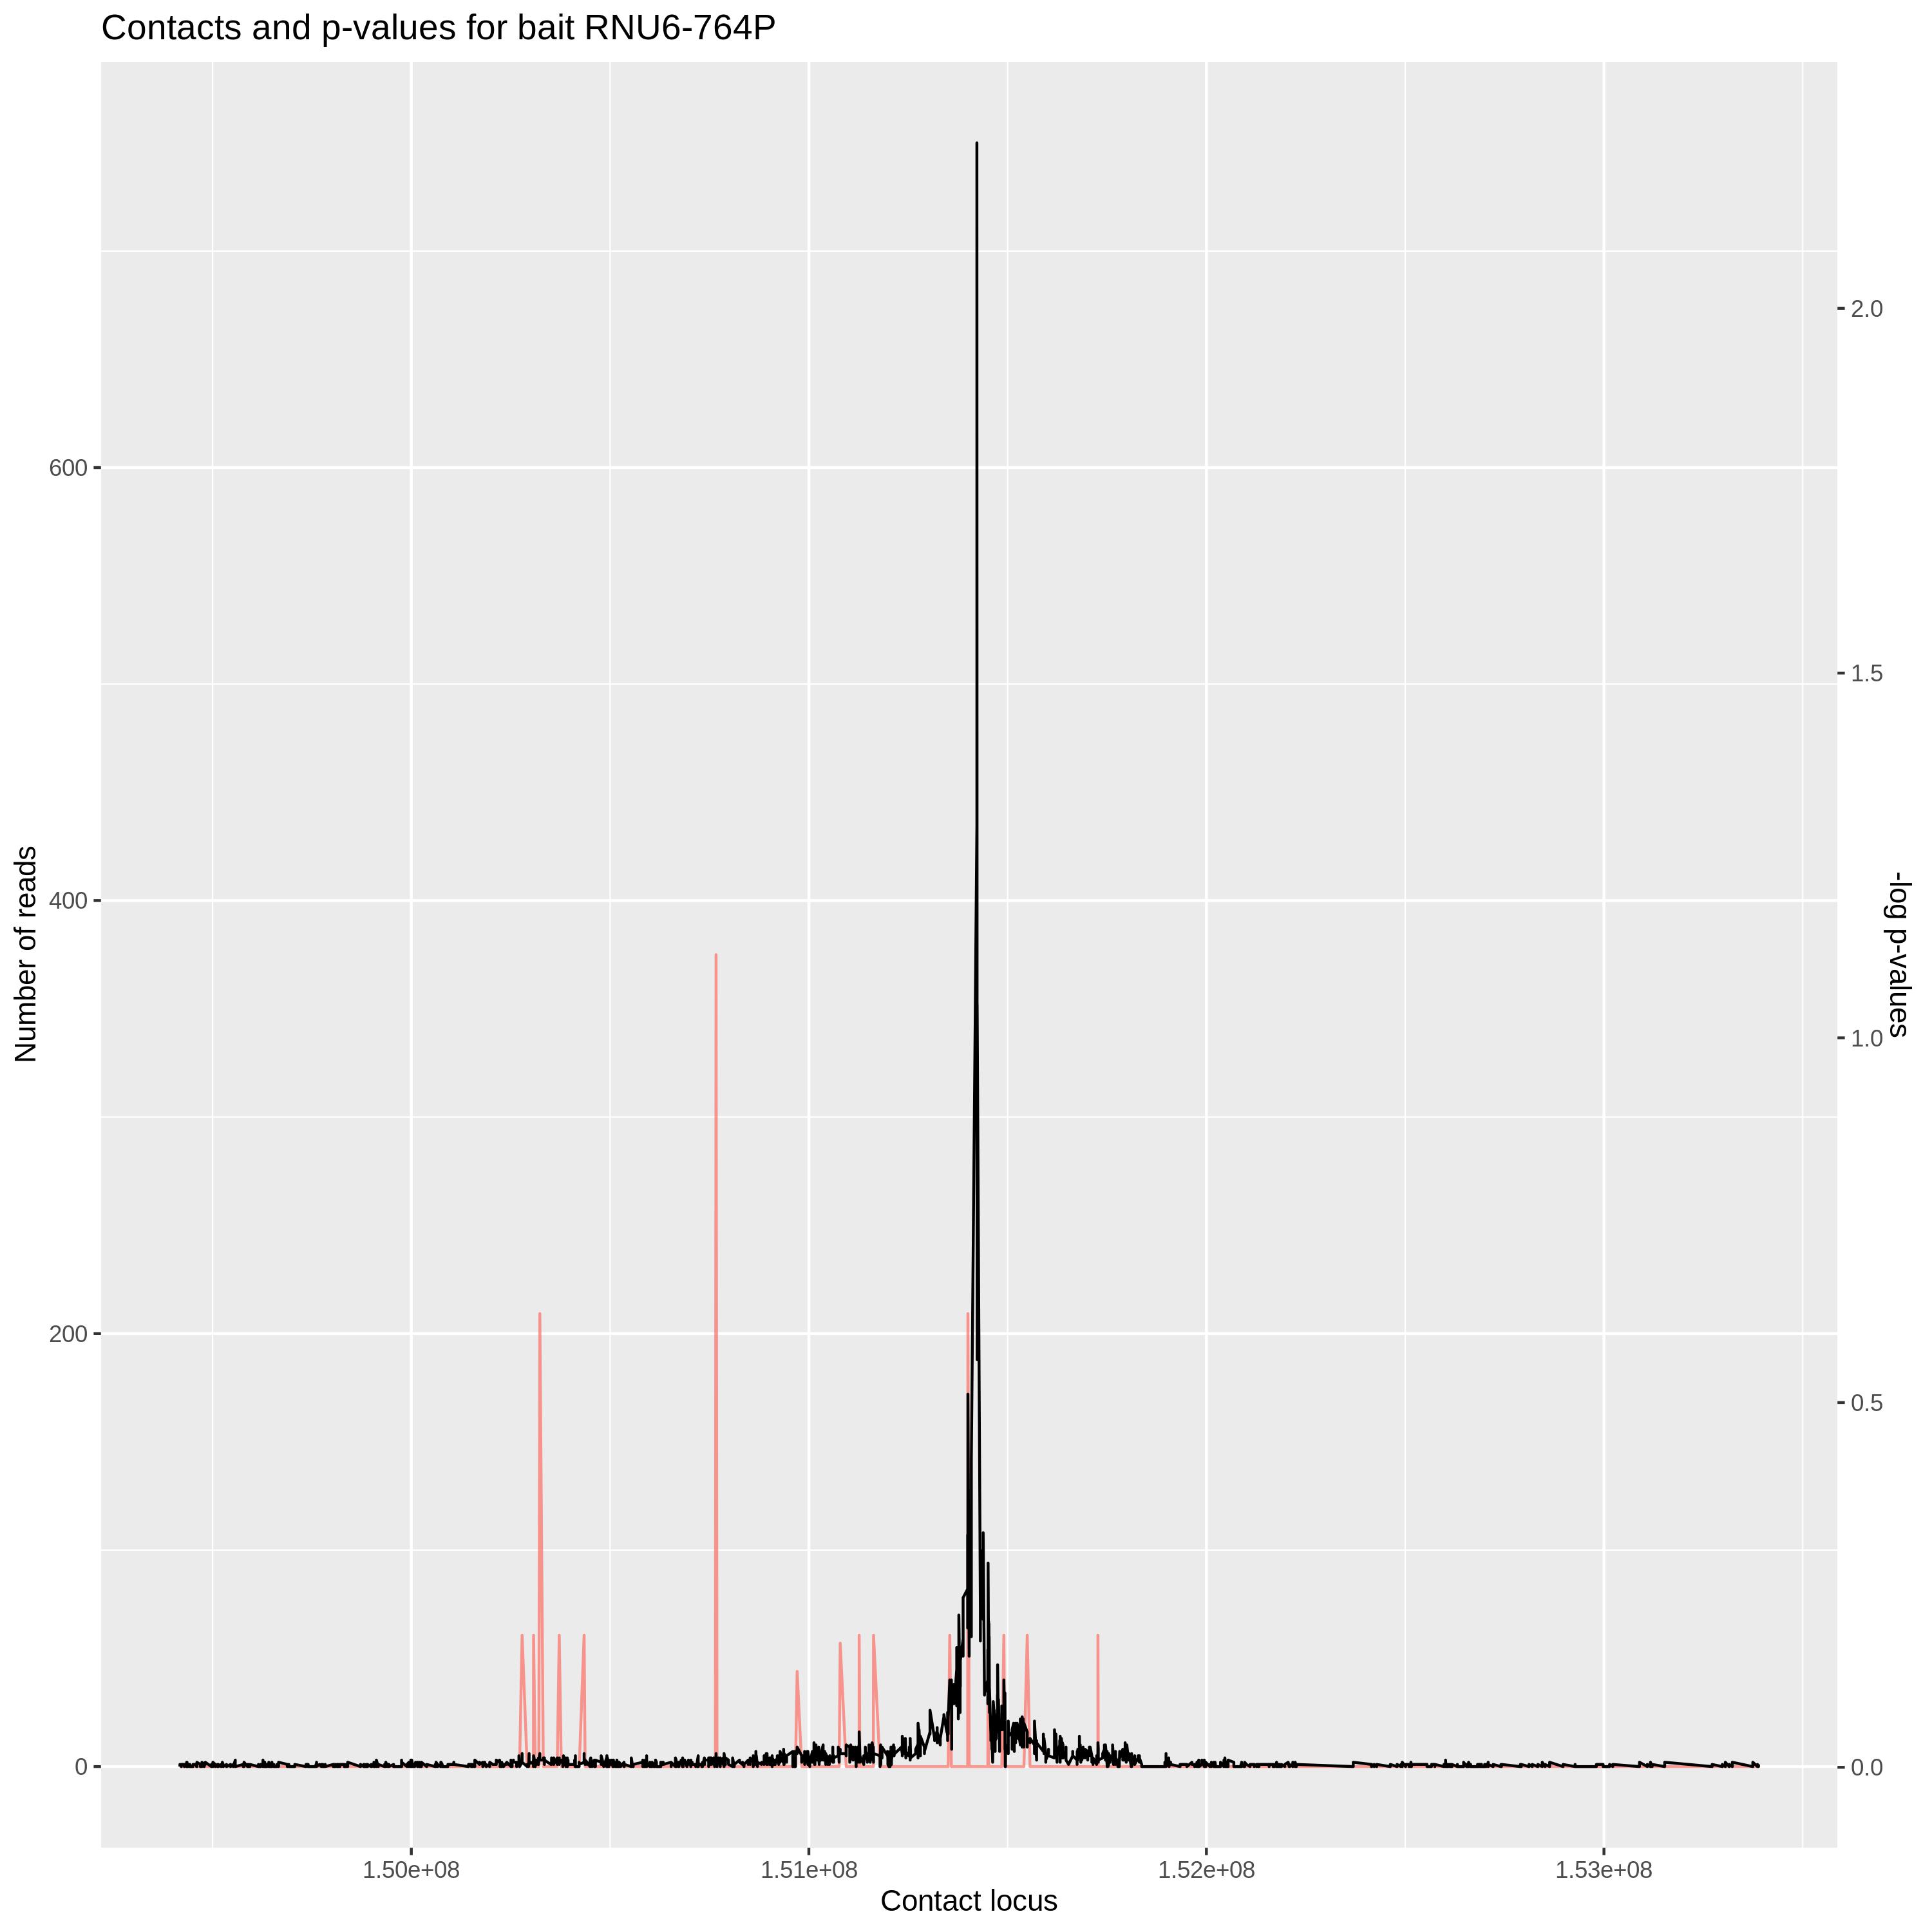 Contacts and p-values for bait RNU6-764P
Number of reads
600
400
200
0
2.0
1.5
1.0
0.5
0.0
-log p-values
1.50e+08
1.51e+08
1.52e+08
1.53e+08
Contact locus